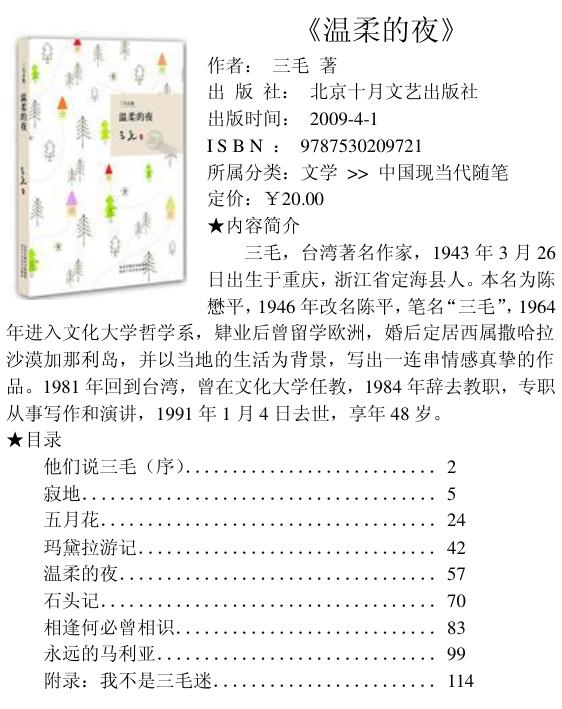 《温柔的夜》
作者： 三毛 著
出 版 社： 北京十月文艺出版社
出版时间： 2009-4-1
I S B N ： 9787530209721
所属分类：文学 >> 中国现当代随笔
定价：￥20.00
★内容简介
三毛，台湾著名作家，1943 年 3 月 26
日出生于重庆，浙江省定海县人。本名为陈
懋平，1946 年改名陈平，笔名“三毛”，1964
年进入文化大学哲学系，肄业后曾留学欧洲，婚后定居西属撒哈拉
沙漠加那利岛，并以当地的生活为背景，写出一连串情感真挚的作
品。1981 年回到台湾，曾在文化大学任教，1984 年辞去教职，专职
从事写作和演讲，1991 年 1 月 4 日去世，享年 48 岁。
★目录
他们说三毛（序）........................... 2
寂地...................................... 5
五月花.................................... 24
玛黛拉游记................................ 42
温柔的夜.................................. 57
石头记.................................... 70
相逢何必曾相识............................ 83
永远的马利亚.............................. 99
附录：我不是三毛迷........................ 114
温柔的夜
三毛
温柔的夜
三毛